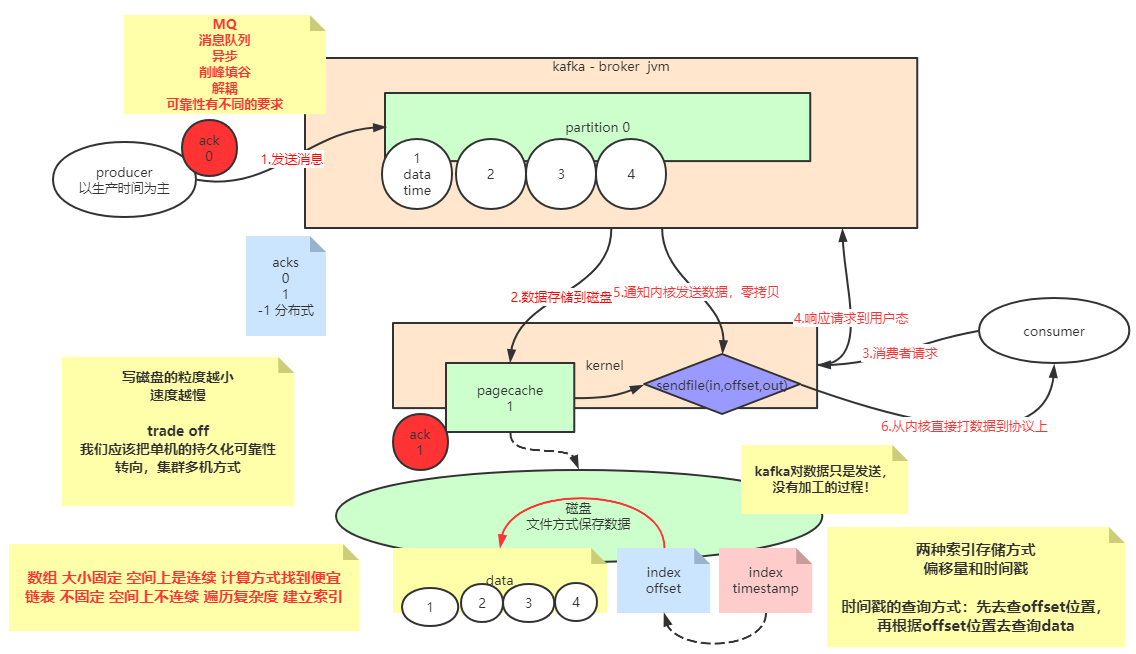 MQ
消息队列
异步
削峰填谷
解耦
可靠性有不同的要求
kafka - broker jvm
partition 0
ack
0
1.发送消息
producer
以生产时间为主
1
data
time
2
3
4
acks
0
1
-1 分布式
2.数据存储到磁盘
5.通知内核发送数据，零拷贝
4.响应请求到用户态
3.消费者请求
consumer
kernel
pagecache
1
sendfile(in,offset,out)
6.从内核直接打数据到协议上
ack
1
写磁盘的粒度越小
速度越慢
trade off
我们应该把单机的持久化可靠性
转向，集群多机方式
kafka对数据只是发送，
没有加工的过程！
磁盘
文件方式保存数据
data
1
2
3
4
index
offset
index
timestamp
数组 大小固定 空间上是连续 计算方式找到便宜
链表 不固定 空间上不连续 遍历复杂度 建立索引
两种索引存储方式
偏移量和时间戳
时间戳的查询方式：先去查offset位置，
再根据offset位置去查询data